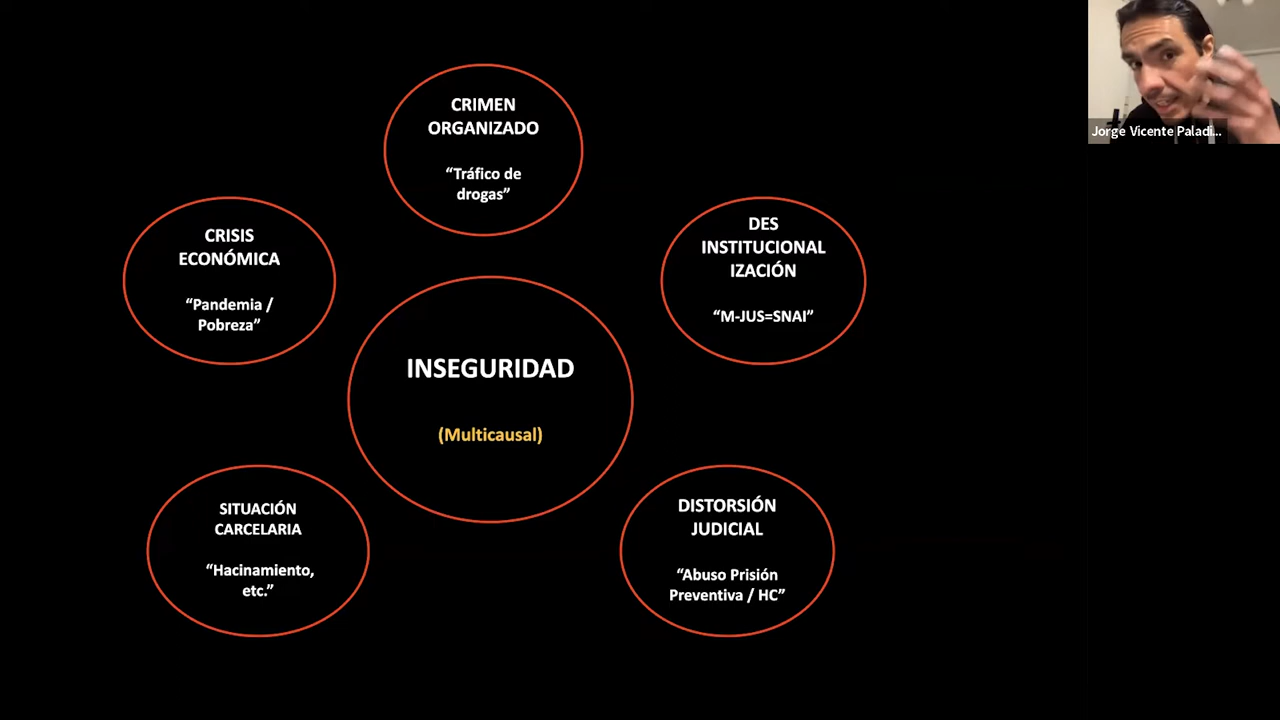 CRIMEN
ORGANIZADO
“Tráfico de
drogas”
CRISIS
ECONÓMICA
“Pandemia /
Pobreza”
DES
INSTITUCIONAL
IZACIÓN
“M-JUS=SNAI”
INSEGURIDAD
(Multicausal)
SITUACIÓN
CARCELARIA
“Hacinamiento,
etc.”
DISTORSIÓN
JUDICIAL
“Abuso Prisión
Preventiva / HC”
Jorge Vicente Paladi...